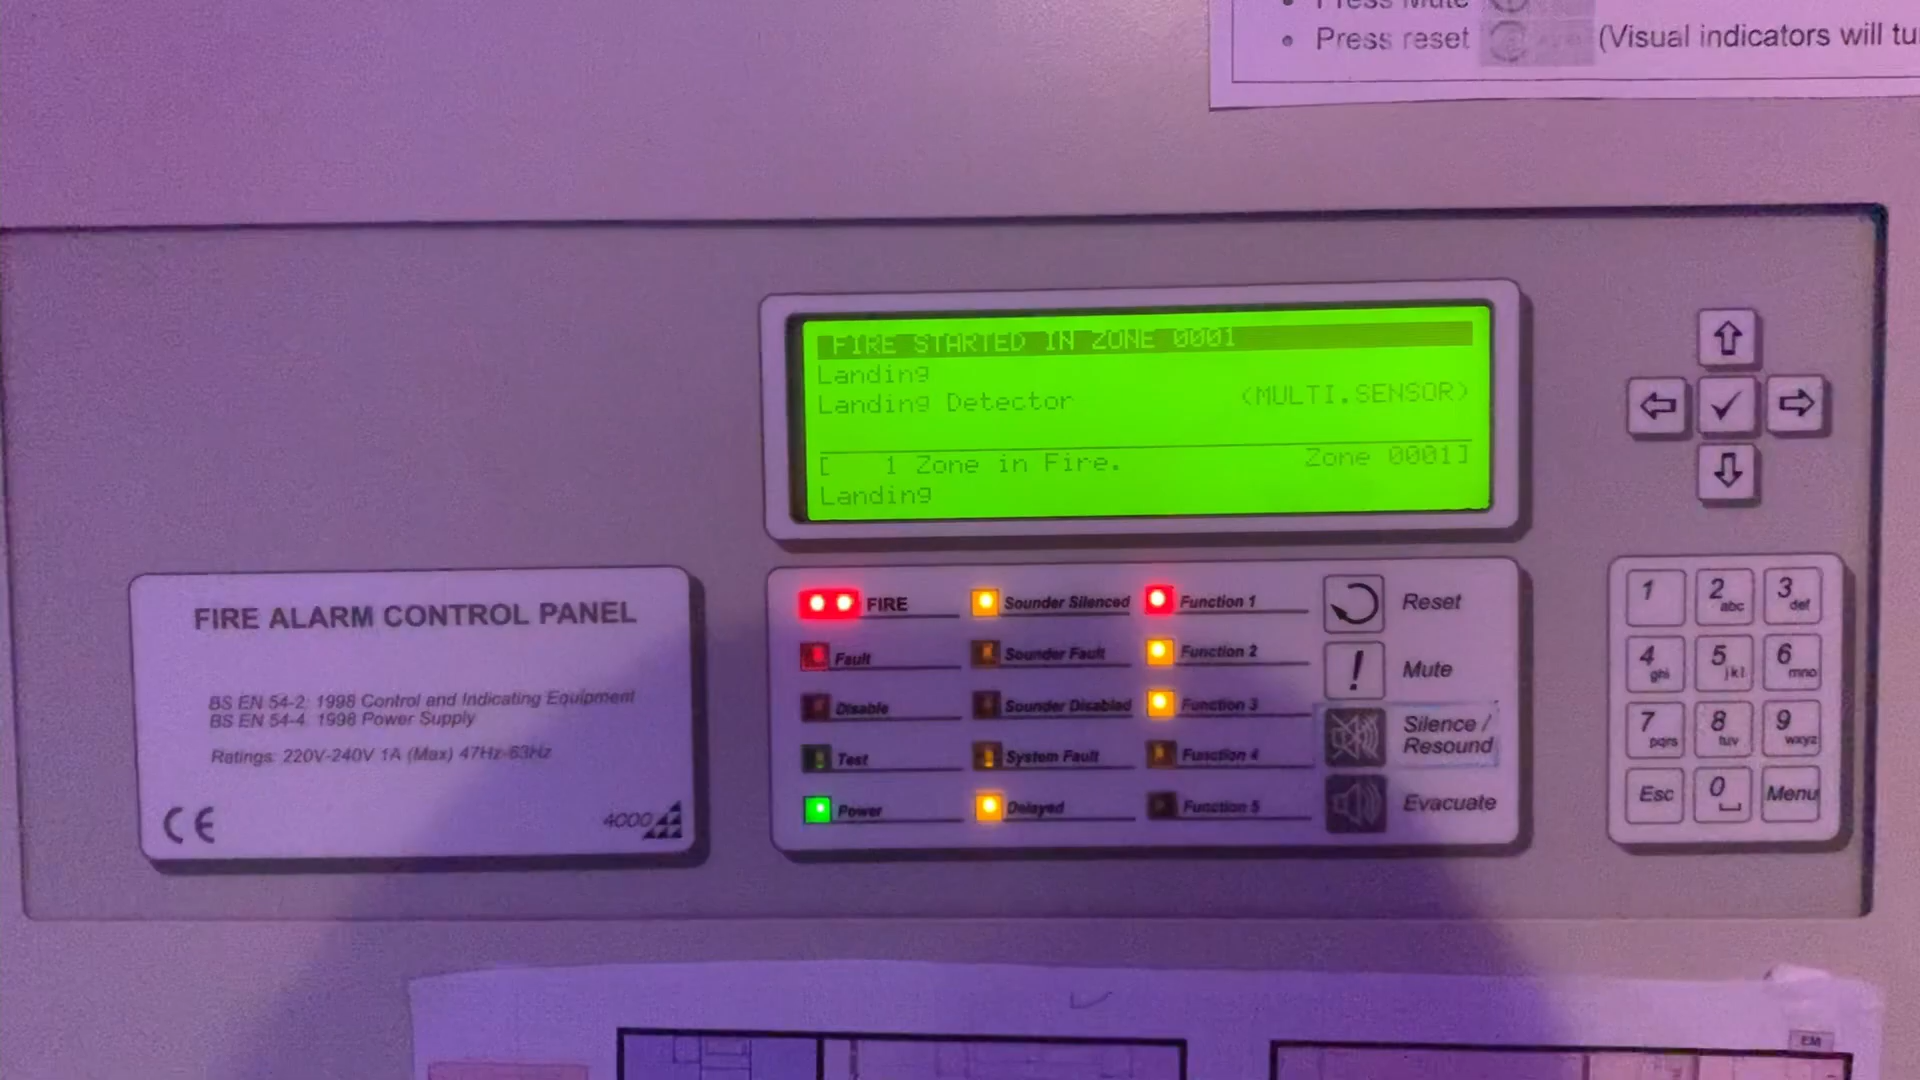 Press Mute
Press reset (Visual indicators will tu
FIRE STARTED IN ZONE 0001
Landing
Landing Detector (MULTI.SENSOR)
[ 1 Zone in Fire. Zone 0001]
Landing
FIRE ALARM CONTROL PANEL
BS EN 54-2: 1998 Control and Indicating Equipment
BS EN 54-4: 1998 Power Supply
Ratings: 220V-240V 1A (Max) 47Hz-63Hz
CE
4000
FIRE
Fault
Disable
Test
Power
Sounder Silenced
Sounder Fault
Sounder Disabled
System Fault
Delayed
Function 1
Function 2
Function 3
Function 4
Function 5
Reset
! Mute
Silence /
Resound
Evacuate
1 2 abc 3 def
4 ghi 5 jkl 6 mno
7 pqrs 8 tuv 9 wxyz
Esc 0 Menu
EM